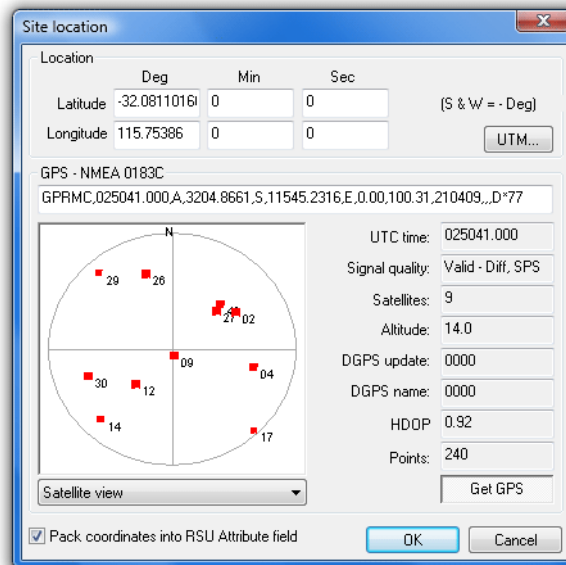 Site location
Location
Deg Min Sec
Latitude -32.0811016 0 0 (S & W = - Deg)
Longitude 115.75386 0 0
UTM...
GPS - NMEA 0183C
GPRMC,025041.000,A,3204.8661,S,11545.2316,E,0.00,100.31,210409,,,D*77
N
29 26
27 02
09
04
30 12
14
17
UTC time: 025041.000
Signal quality: Valid - Diff, SPS
Satellites: 9
Altitude: 14.0
DGPS update: 0000
DGPS name: 0000
HDOP 0.92
Points: 240
Satellite view
Get GPS
Pack coordinates into RSU Attribute field
OK Cancel